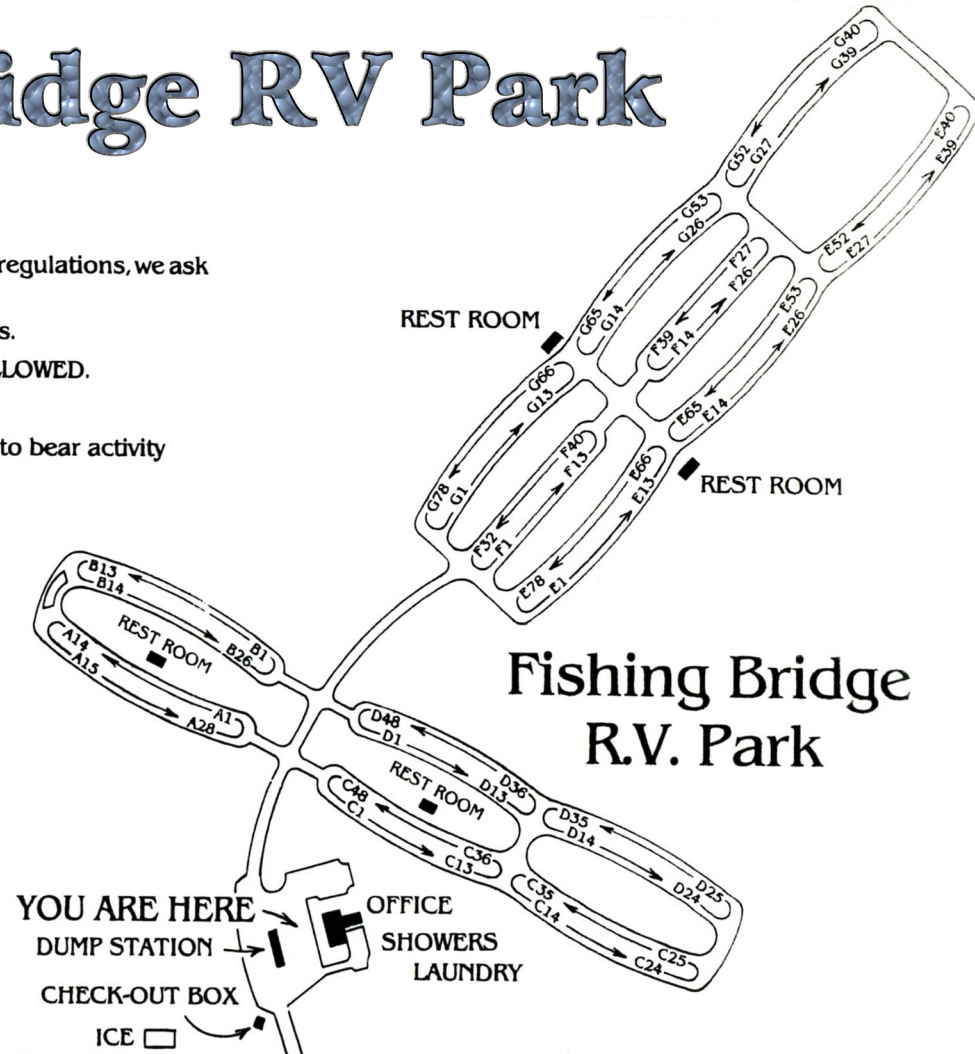 idge RV Park
regulations, we ask
s.
LLOWED.
to bear activity
G40
G39
G52
G27
E40
E39
E52
E27
G53
G26
F27
F26
E53
E26
REST ROOM
G65
G14
F39
F14
E65
E14
G66
G13
F40
F13
E66
E13
REST ROOM
G78
G1
F32
F1
E78
E1
B13
B14
REST ROOM
B1
B26
A14
A15
A1
A28
Fishing Bridge
R.V. Park
D48
D1
REST ROOM
D36
D13
C48
C1
C36
C13
D35
D14
D25
D24
C35
C14
C25
C24
YOU ARE HERE
OFFICE
DUMP STATION
SHOWERS
LAUNDRY
CHECK-OUT BOX
ICE